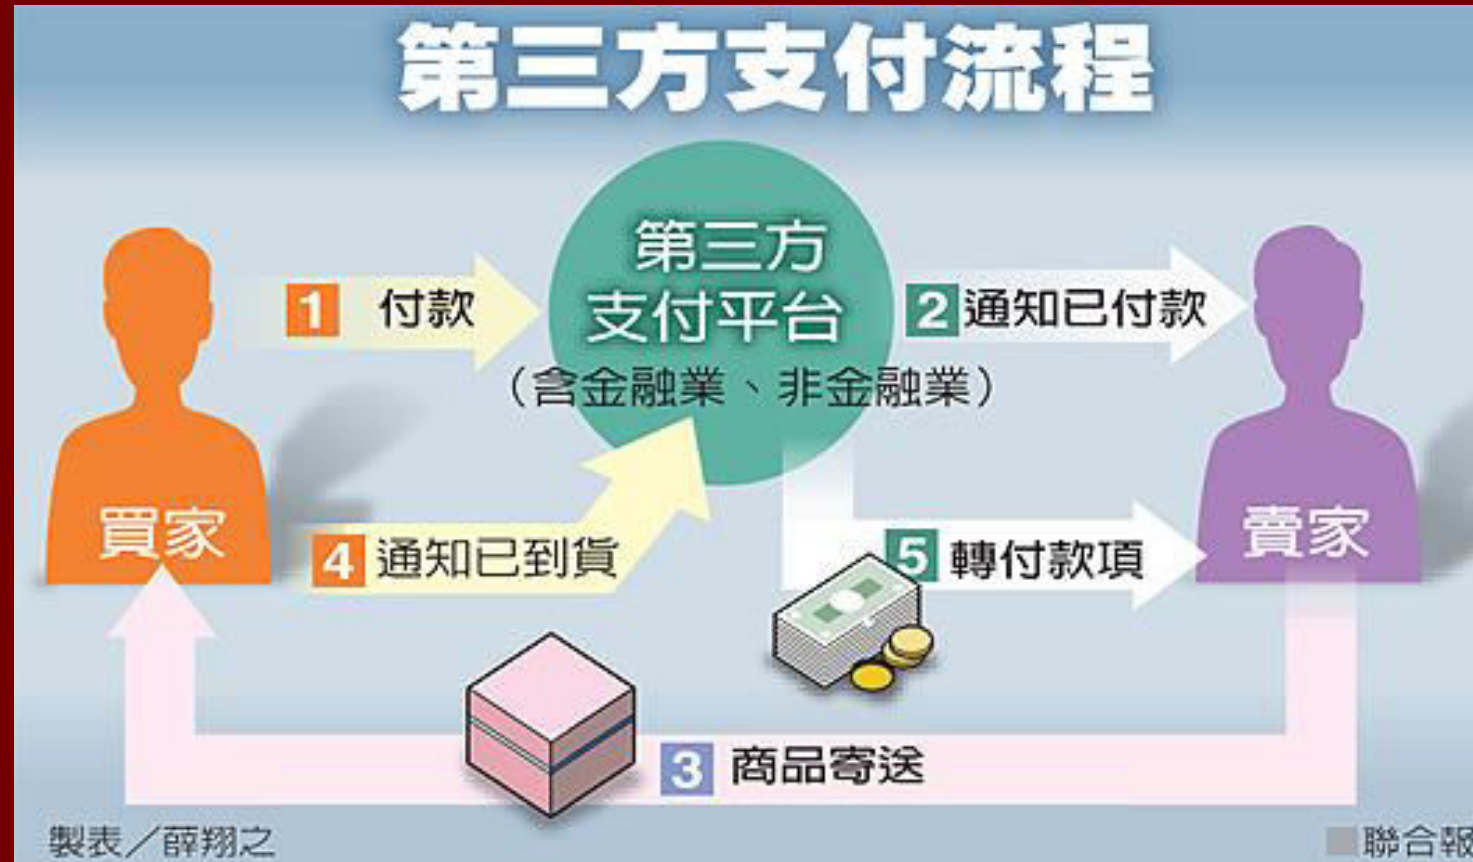 第三方支付流程
第三方
支付平台
（含金融業、非金融業）
1 付款
2 通知已付款
買家
賣家
4 通知已到貨
5 轉付款項
3 商品寄送
製表／薛翔之
聯合報